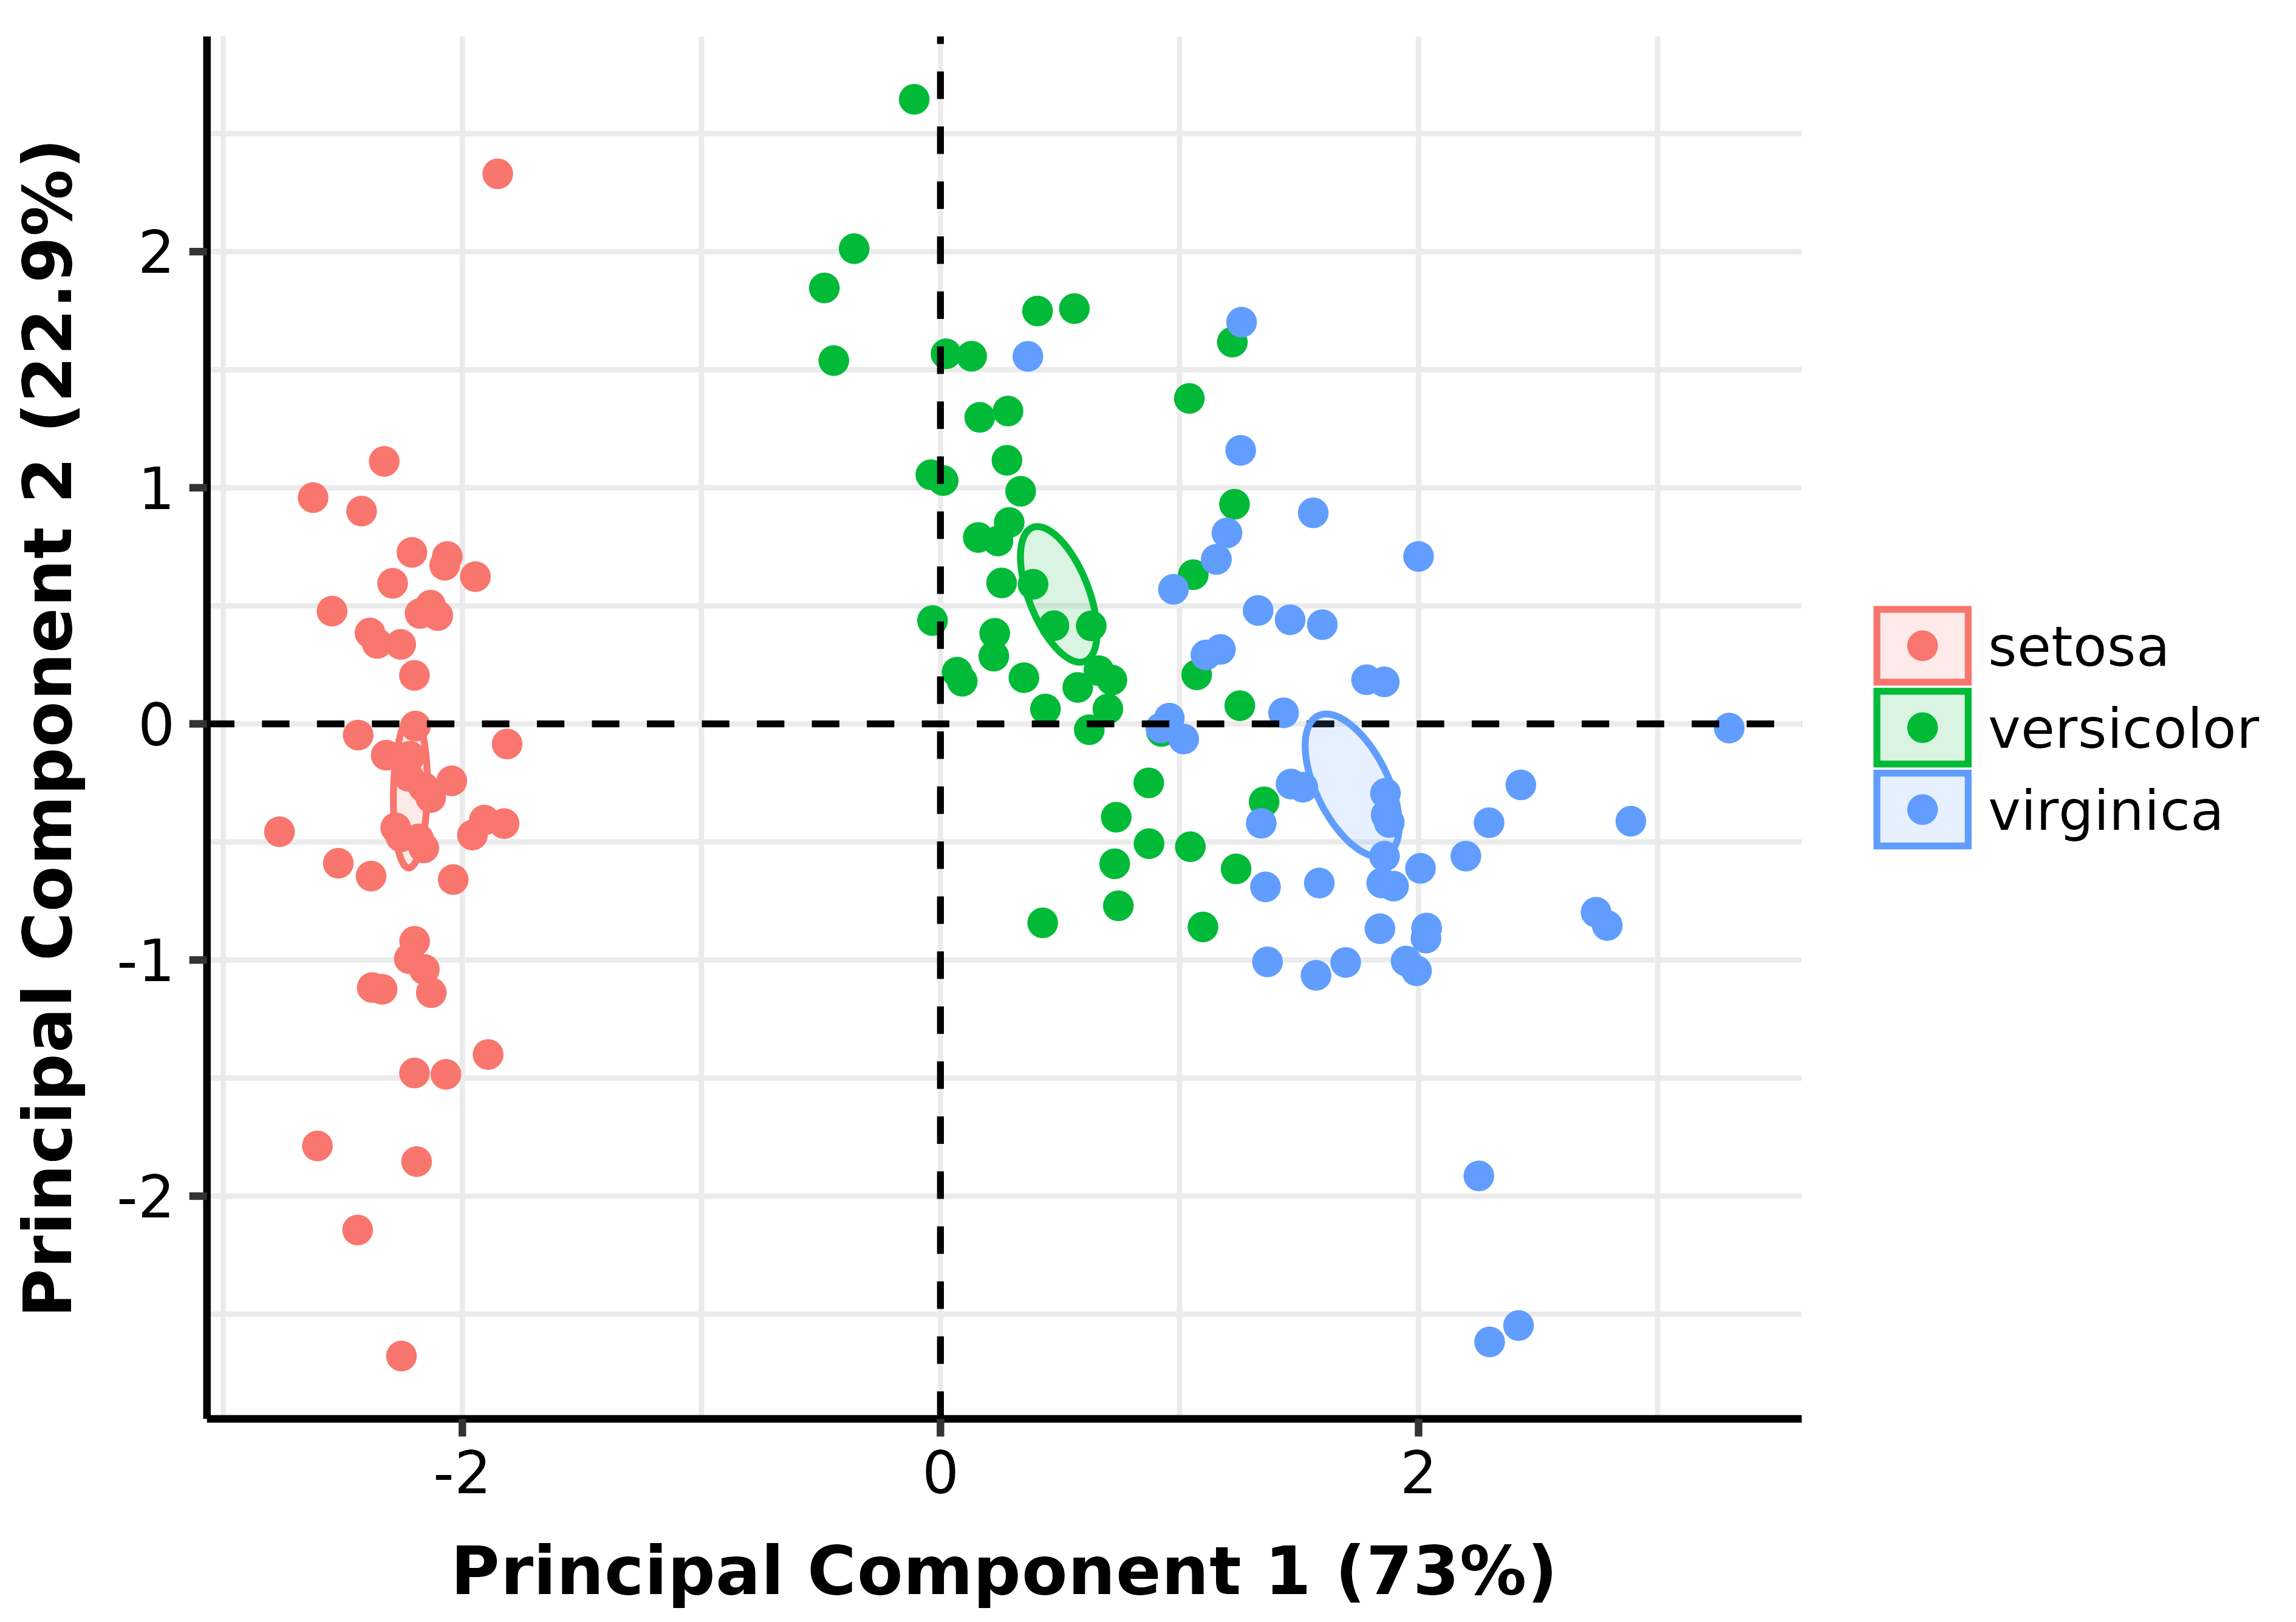 Principal Component 2 (22.9%)
2
1
0
-1
-2
-2
0
2
Principal Component 1 (73%)
setosa
versicolor
virginica